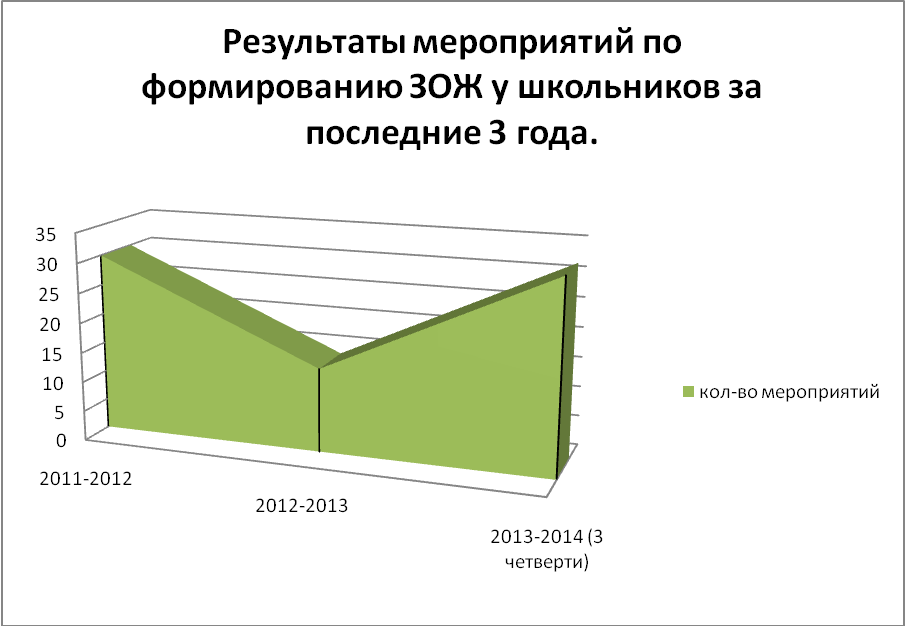 Результаты мероприятий по
формированию ЗОЖ у школьников за
последние 3 года.
35
30
25
20
15
10
5
0
2011-2012
2012-2013
2013-2014 (3
четверти)
кол-во мероприятий